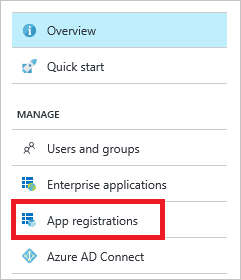 Overview
Quick start
MANAGE
Users and groups
Enterprise applications
App registrations
Azure AD Connect